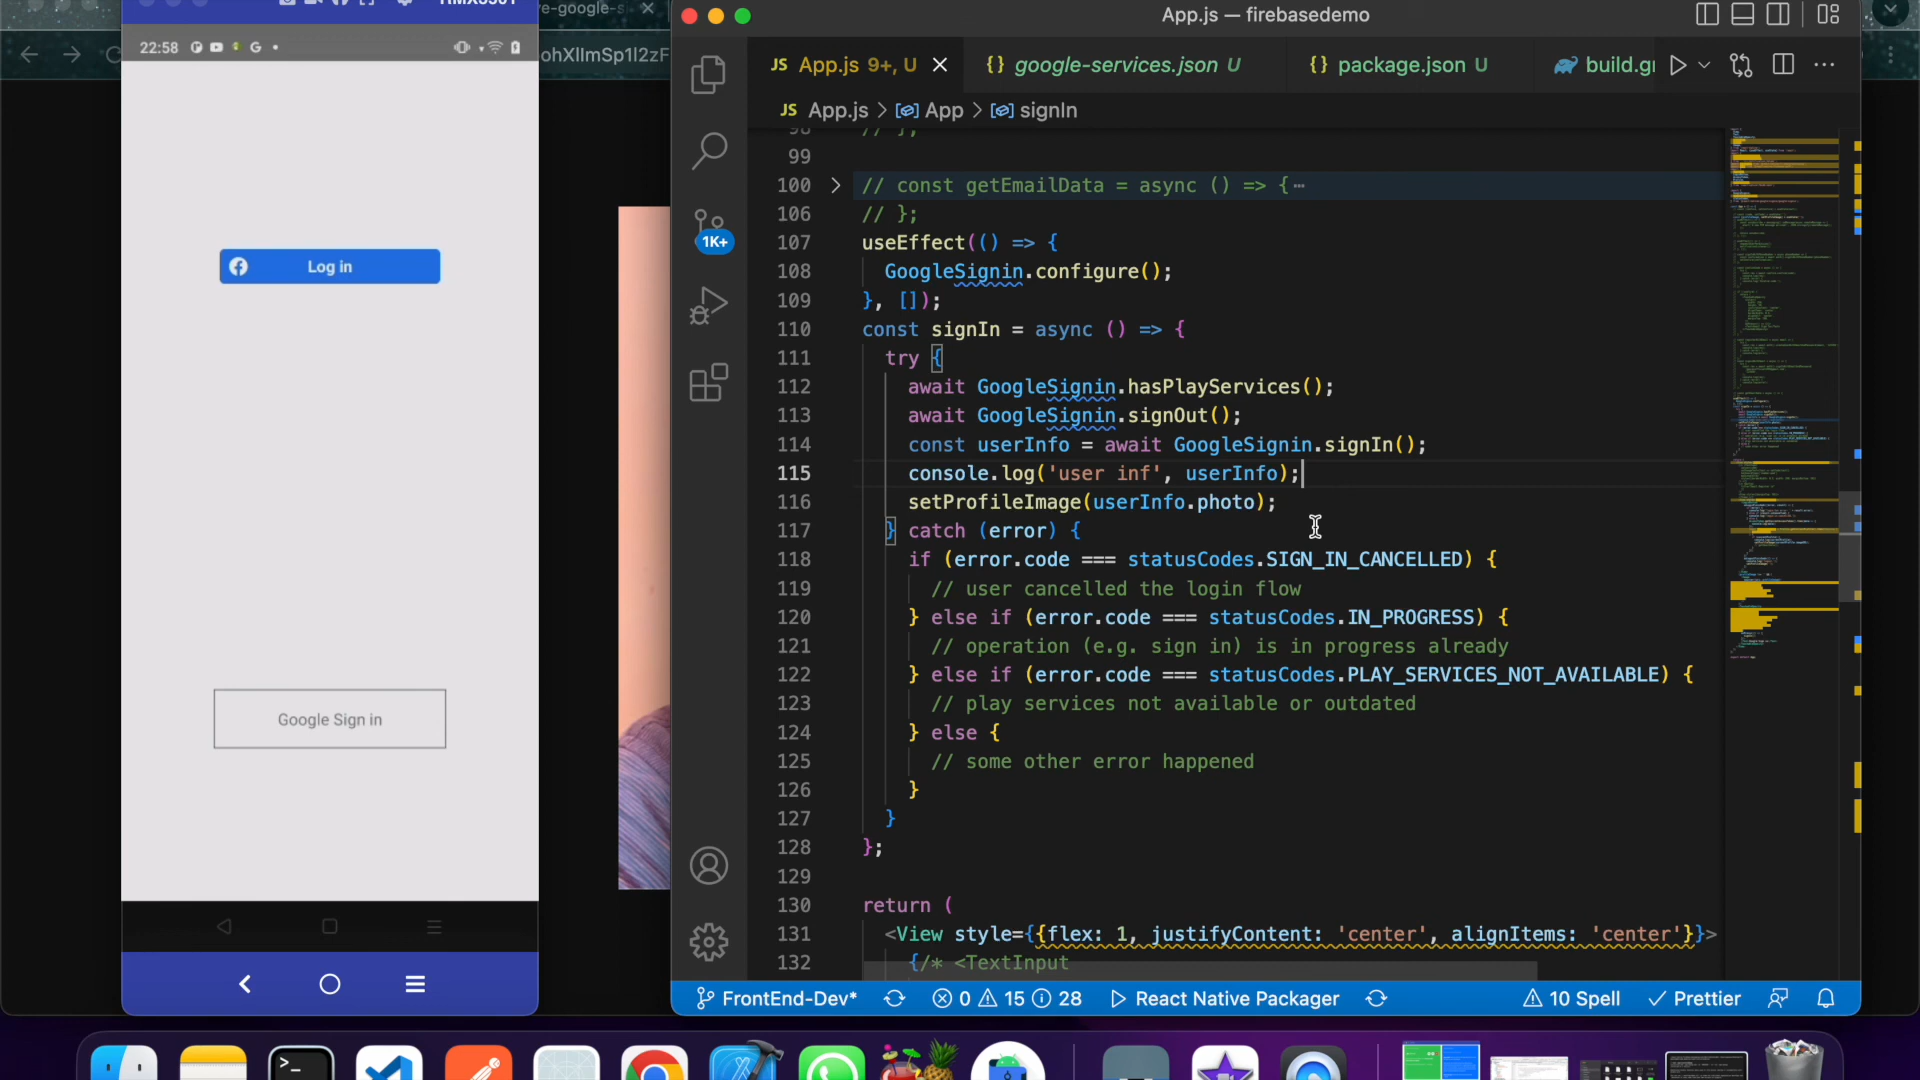 RMX3501
22:58
Log in
Google Sign in
ve-google-s
ohXIImSp1l2zF
App.js — firebasedemo
JS App.js 9+, U
{} google-services.json U
{} package.json U
build.gr
JS App.js > App > signIn
1K+
98 // };
99
100 // const getEmailData = async () => {⋯
106 // };
107 useEffect(() => {
108 GoogleSignin.configure();
109 }, []);
110 const signIn = async () => {
111 try {
112 await GoogleSignin.hasPlayServices();
113 await GoogleSignin.signOut();
114 const userInfo = await GoogleSignin.signIn();
115 console.log('user inf', userInfo);
116 setProfileImage(userInfo.photo);
117 } catch (error) {
118 if (error.code === statusCodes.SIGN_IN_CANCELLED) {
119 // user cancelled the login flow
120 } else if (error.code === statusCodes.IN_PROGRESS) {
121 // operation (e.g. sign in) is in progress already
122 } else if (error.code === statusCodes.PLAY_SERVICES_NOT_AVAILABLE) {
123 // play services not available or outdated
124 } else {
125 // some other error happened
126 }
127 }
128 };
129
130 return (
131 <View style={{flex: 1, justifyContent: 'center', alignItems: 'center'}}>
132 {/* <TextInput
FrontEnd-Dev* 0 15 28 React Native Packager 10 Spell Prettier